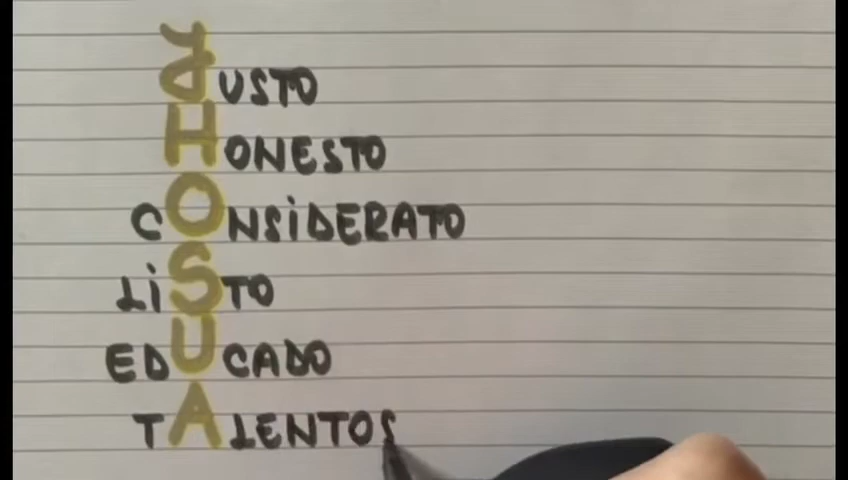 JUSTO
HONESTO
CONSIDERATO
LISTO
EDUCADO
TALENTOS